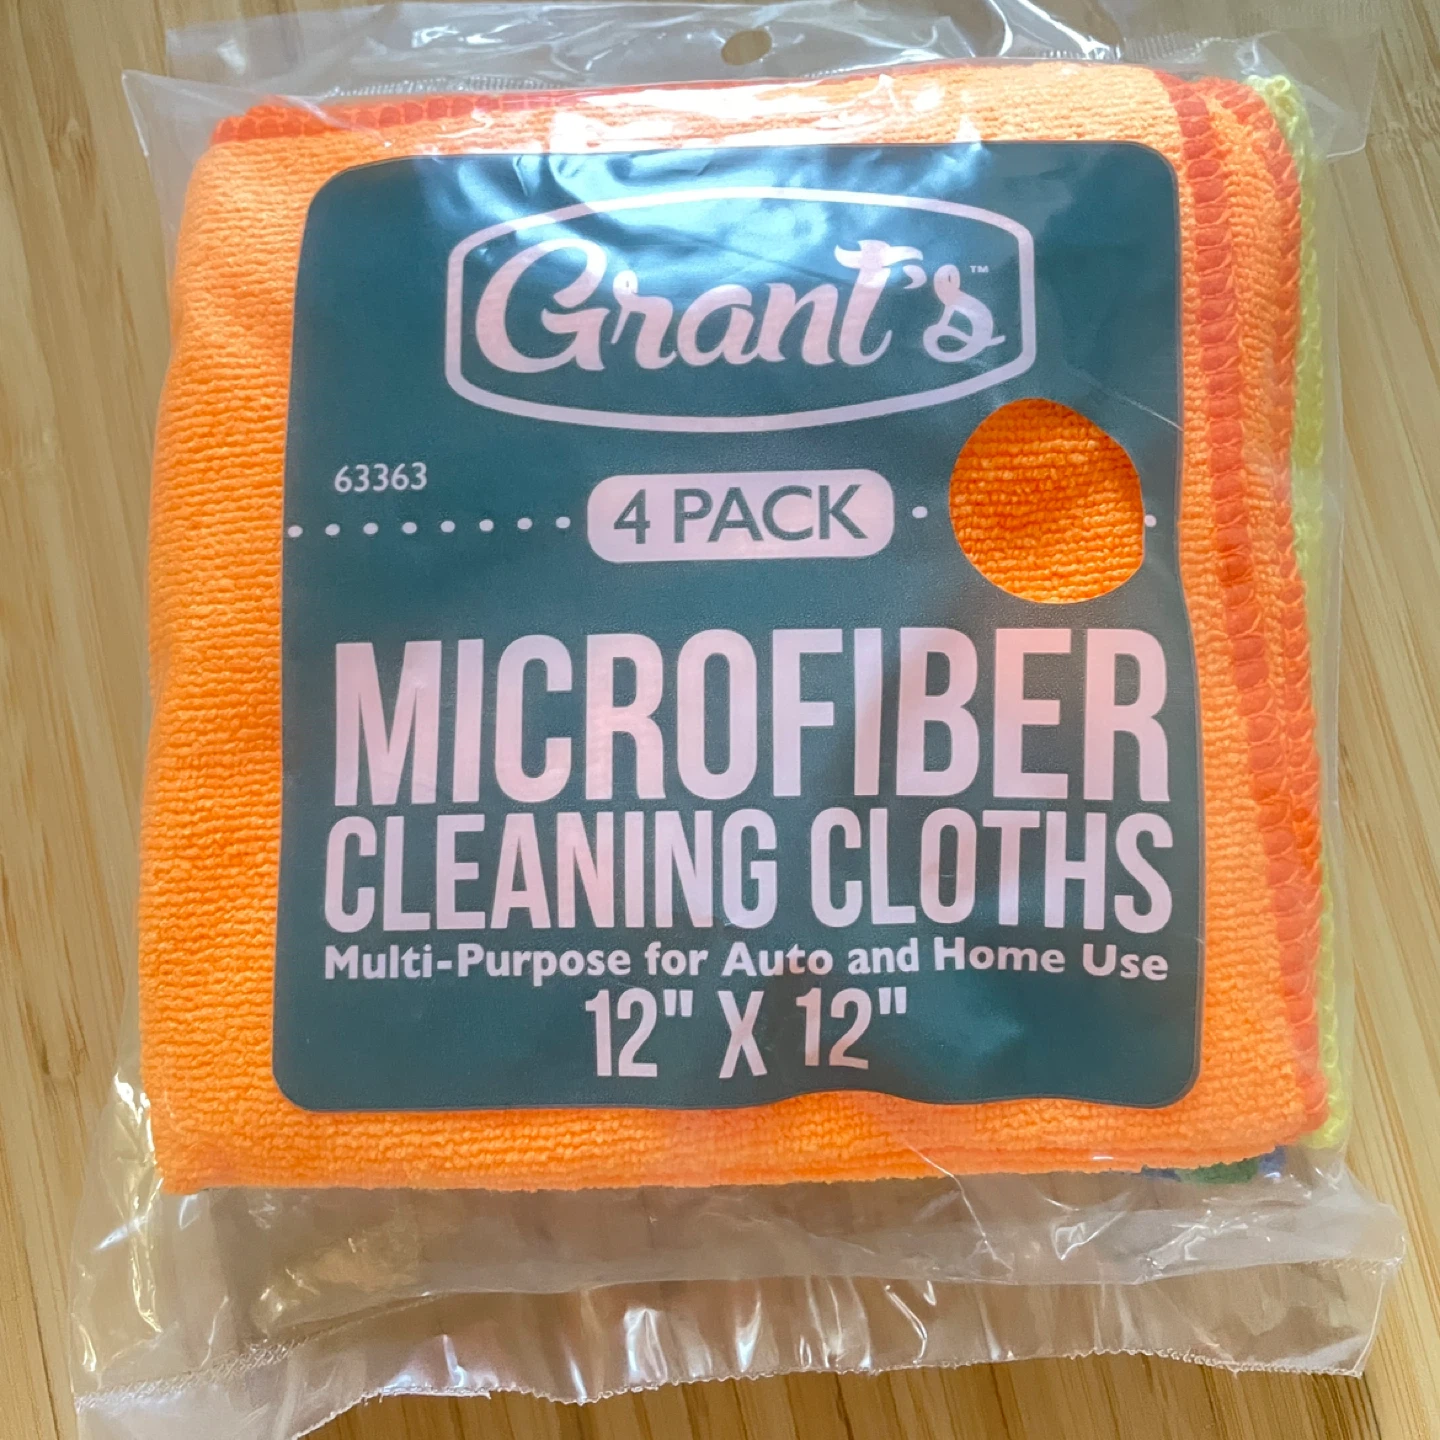 Grant's™
63363
4 PACK
MICROFIBER
CLEANING CLOTHS
Multi-Purpose for Auto and Home Use
12" X 12"